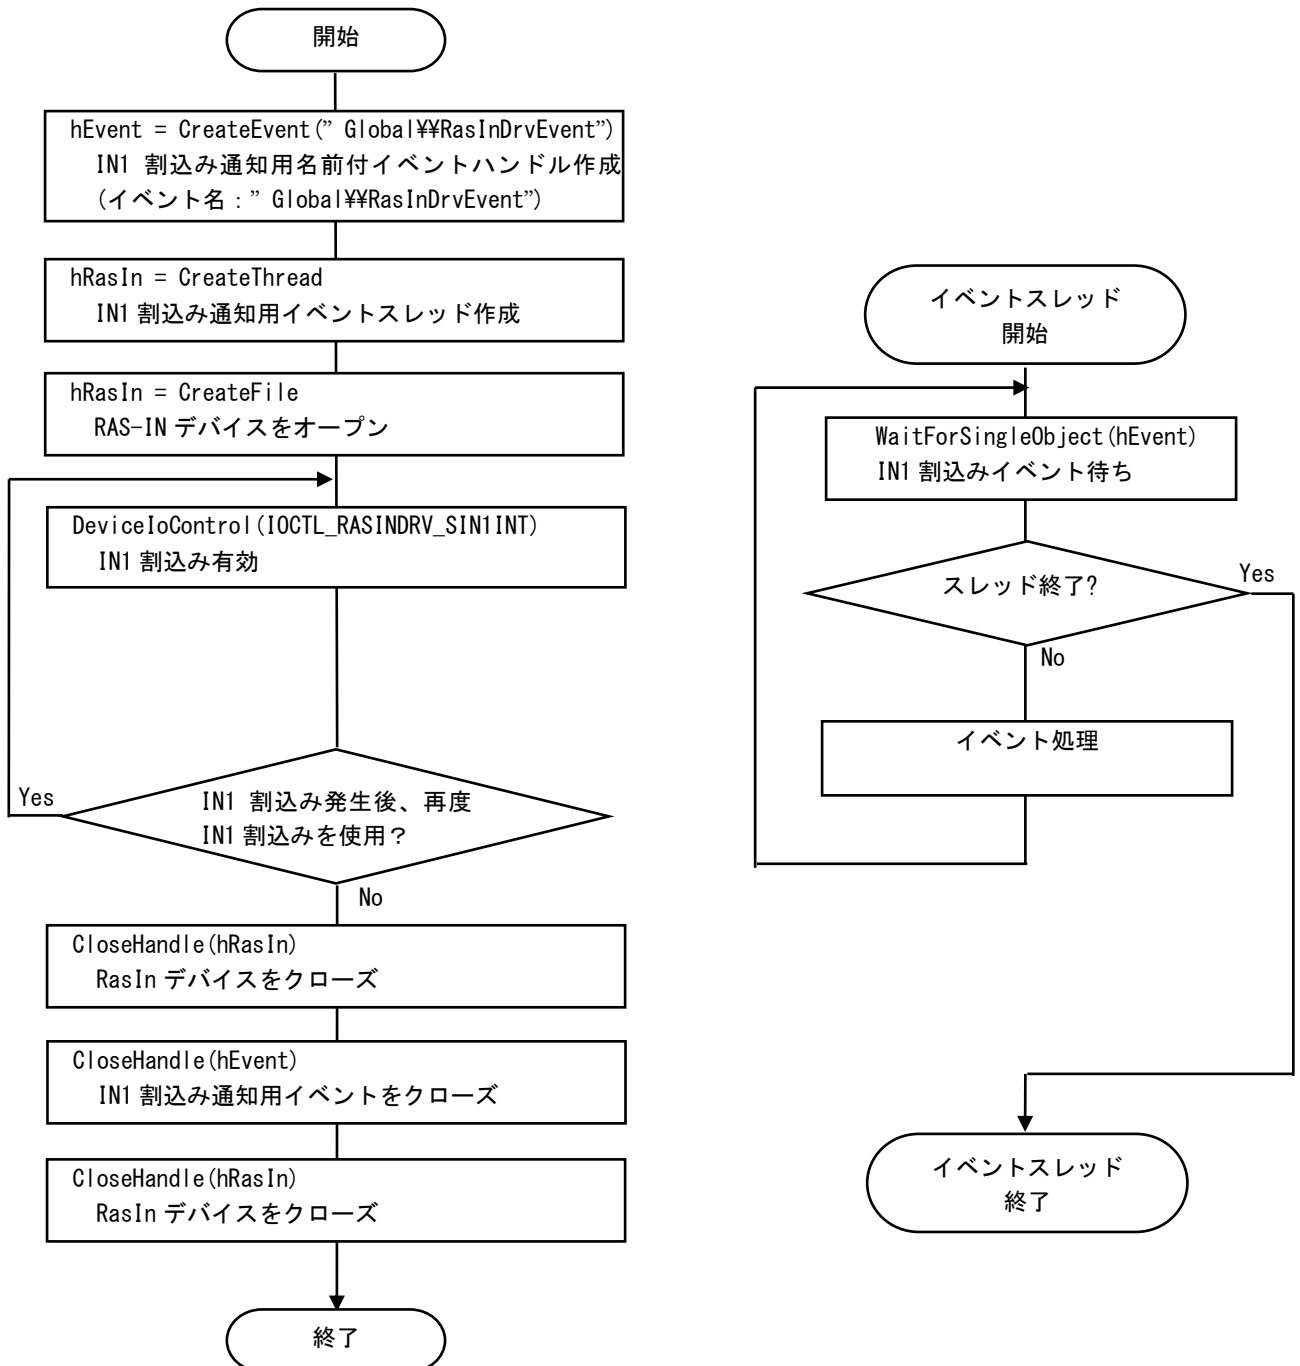 開始
hEvent = CreateEvent(” Global¥¥RasInDrvEvent”)
IN1 割込み通知用名前付イベントハンドル作成
(イベント名：” Global¥¥RasInDrvEvent”)
hRasIn = CreateThread
IN1 割込み通知用イベントスレッド作成
hRasIn = CreateFile
RAS-IN デバイスをオープン
DeviceIoControl(IOCTL_RASINDRV_SIN1INT)
IN1 割込み有効
Yes
IN1 割込み発生後、再度
IN1 割込みを使用？
No
CloseHandle(hRasIn)
RasIn デバイスをクローズ
CloseHandle(hEvent)
IN1 割込み通知用イベントをクローズ
CloseHandle(hRasIn)
RasIn デバイスをクローズ
終了
イベントスレッド
開始
WaitForSingleObject(hEvent)
IN1 割込みイベント待ち
スレッド終了?
Yes
No
イベント処理
イベントスレッド
終了